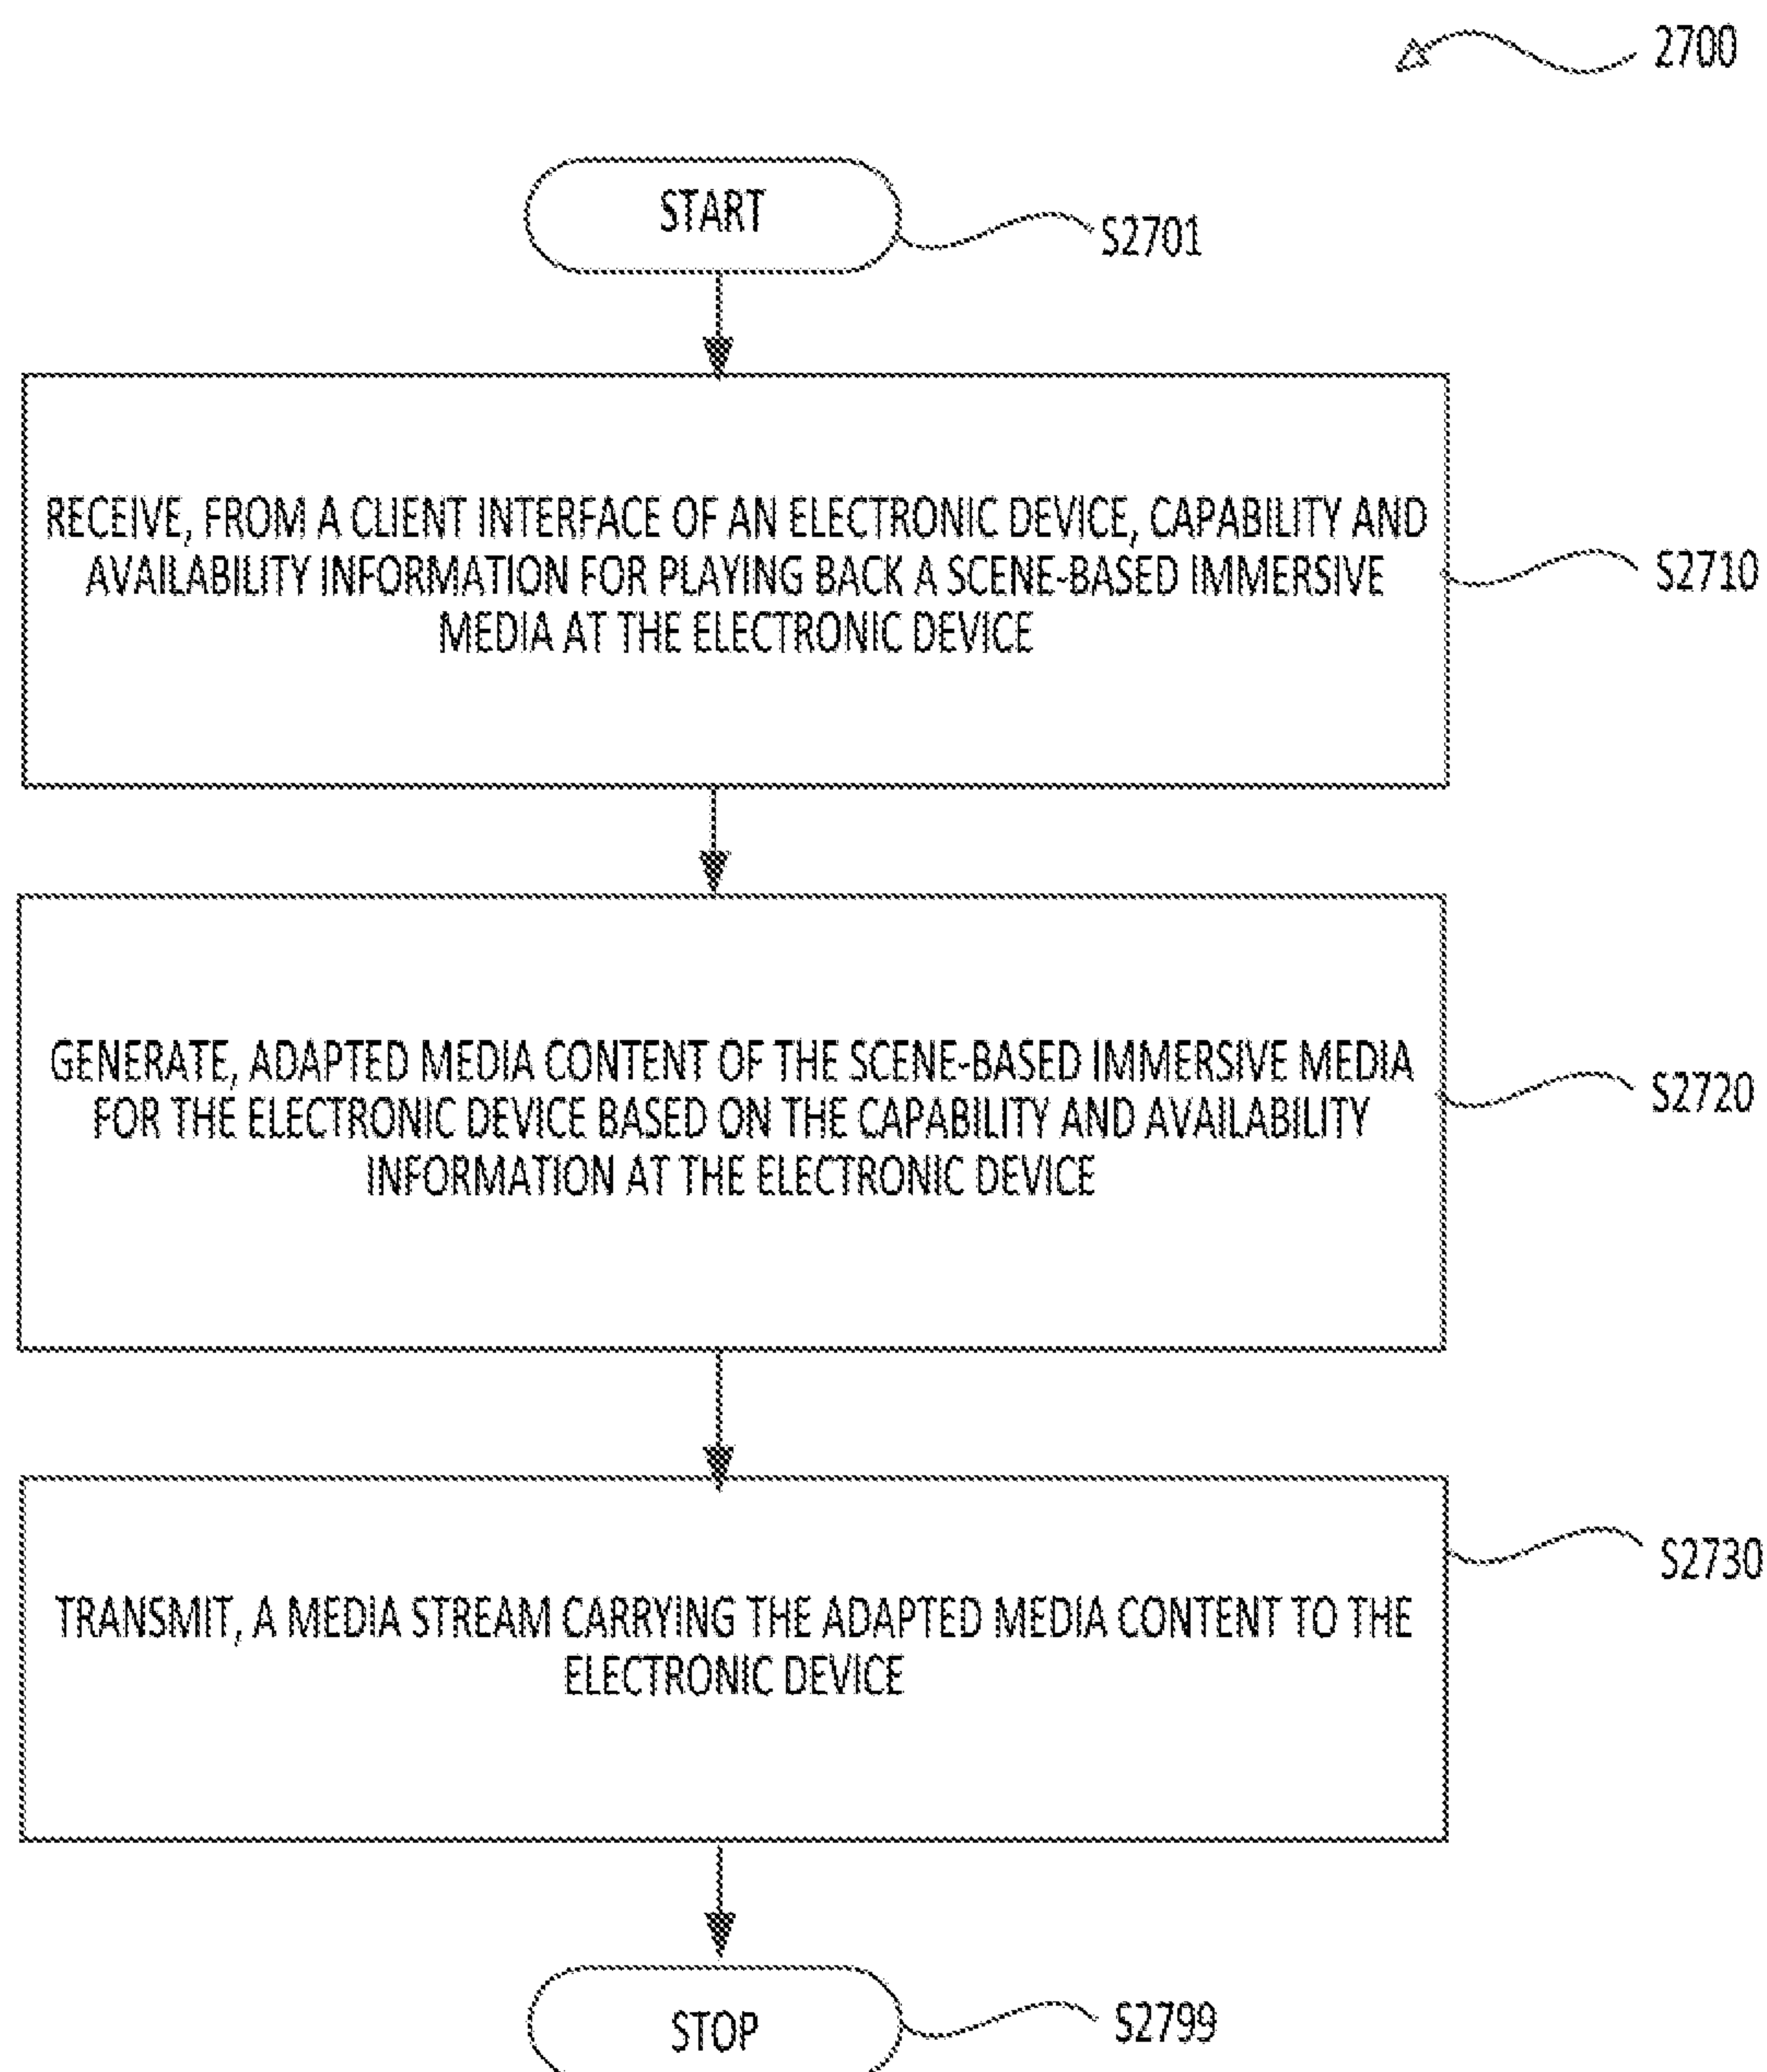 2700
START
S2701
RECEIVE, FROM A CLIENT INTERFACE OF AN ELECTRONIC DEVICE, CAPABILITY AND
AVAILABILITY INFORMATION FOR PLAYING BACK A SCENE-BASED IMMERSIVE
MEDIA AT THE ELECTRONIC DEVICE
S2710
GENERATE, ADAPTED MEDIA CONTENT OF THE SCENE-BASED IMMERSIVE MEDIA
FOR THE ELECTRONIC DEVICE BASED ON THE CAPABILITY AND AVAILABILITY
INFORMATION AT THE ELECTRONIC DEVICE
S2720
TRANSMIT, A MEDIA STREAM CARRYING THE ADAPTED MEDIA CONTENT TO THE
ELECTRONIC DEVICE
S2730
STOP
S2799